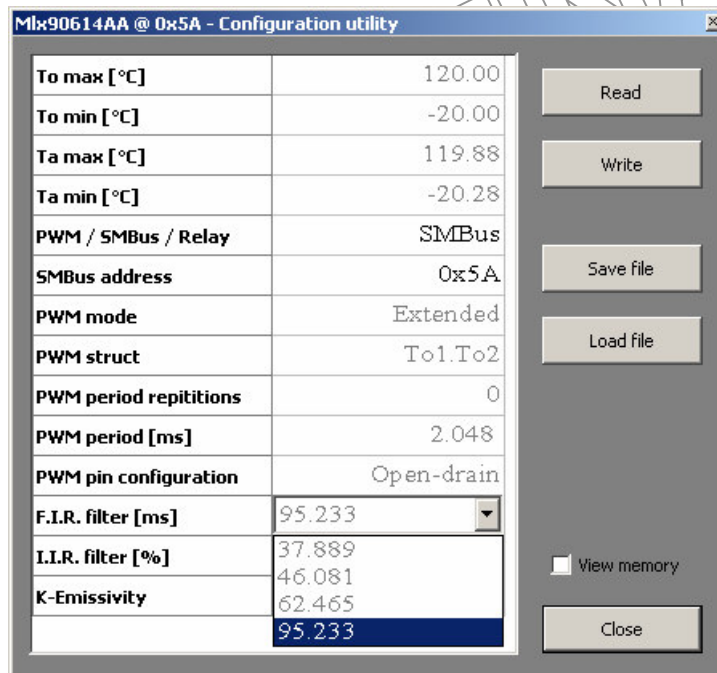 Mlx90614AA @ 0x5A - Configuration utility
To max [°C] 120.00
To min [°C] -20.00
Ta max [°C] 119.88
Ta min [°C] -20.28
PWM / SMBus / Relay SMBus
SMBus address 0x5A
PWM mode Extended
PWM struct To1.To2
PWM period repititions 0
PWM period [ms] 2.048
PWM pin configuration Open-drain
F.I.R. filter [ms] 95.233
I.I.R. filter [%]
K-Emissivity
37.889
46.081
62.465
95.233
Read
Write
Save file
Load file
View memory
Close